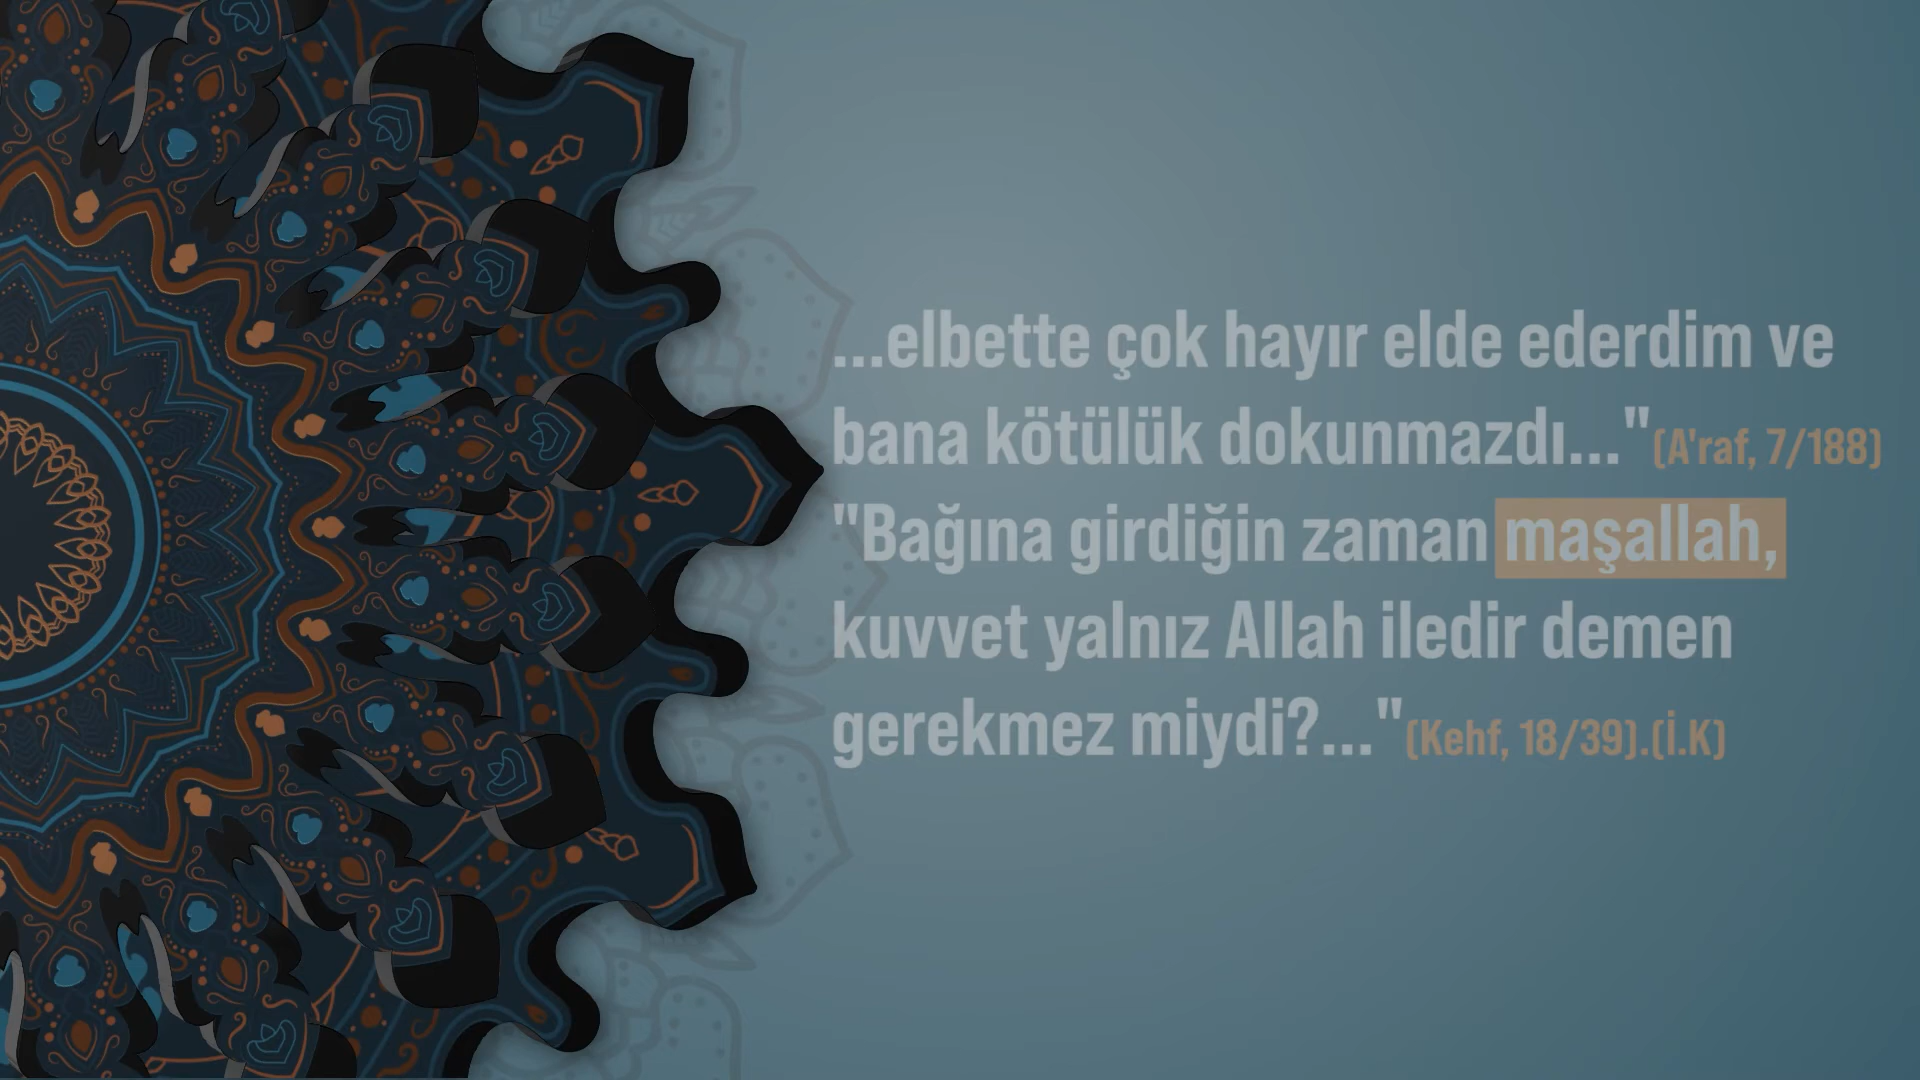 ...elbette çok hayır elde ederdim ve
bana kötülük dokunmazdı..."(A'raf, 7/188)
"Bağına girdiğin zaman maşallah,
kuvvet yalnız Allah iledir demen
gerekmez miydi?..."(Kehf, 18/39).(İ.K)